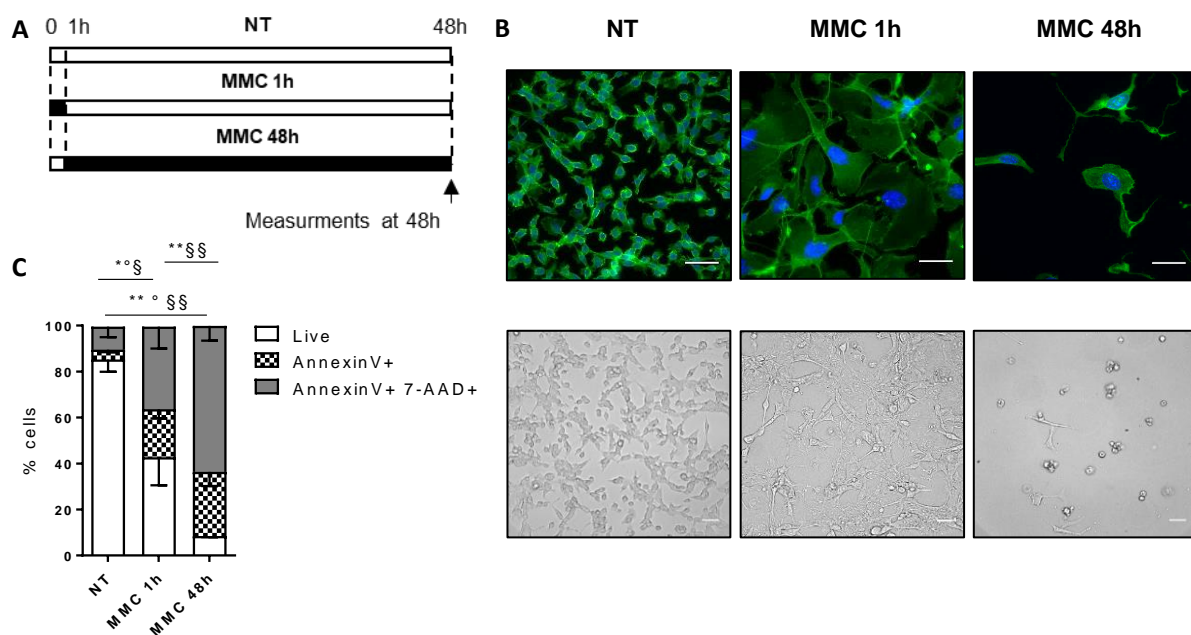 A
0 1h NT 48h
MMC 1h
MMC 48h
Measurments at 48h
B
NT MMC 1h MMC 48h
C
**§§
*°§
** ° §§
% cells
100
80
60
40
20
0
NT
MMC 1h
MMC 48h
Live
AnnexinV+
AnnexinV+ 7-AAD+